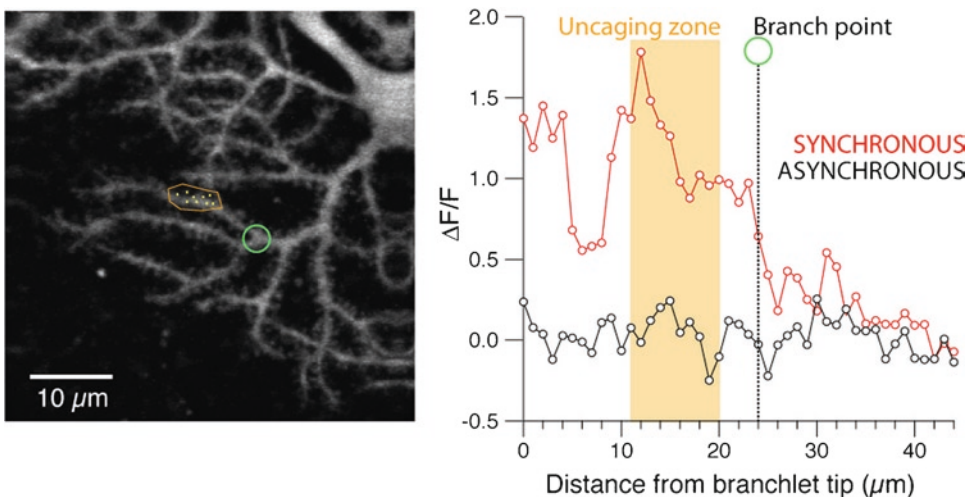 10 µm
Uncaging zone
Branch point
SYNCHRONOUS
ASYNCHRONOUS
2.0
1.5
1.0
0.5
0.0
-0.5
ΔF/F
0
10
20
30
40
Distance from branchlet tip (µm)